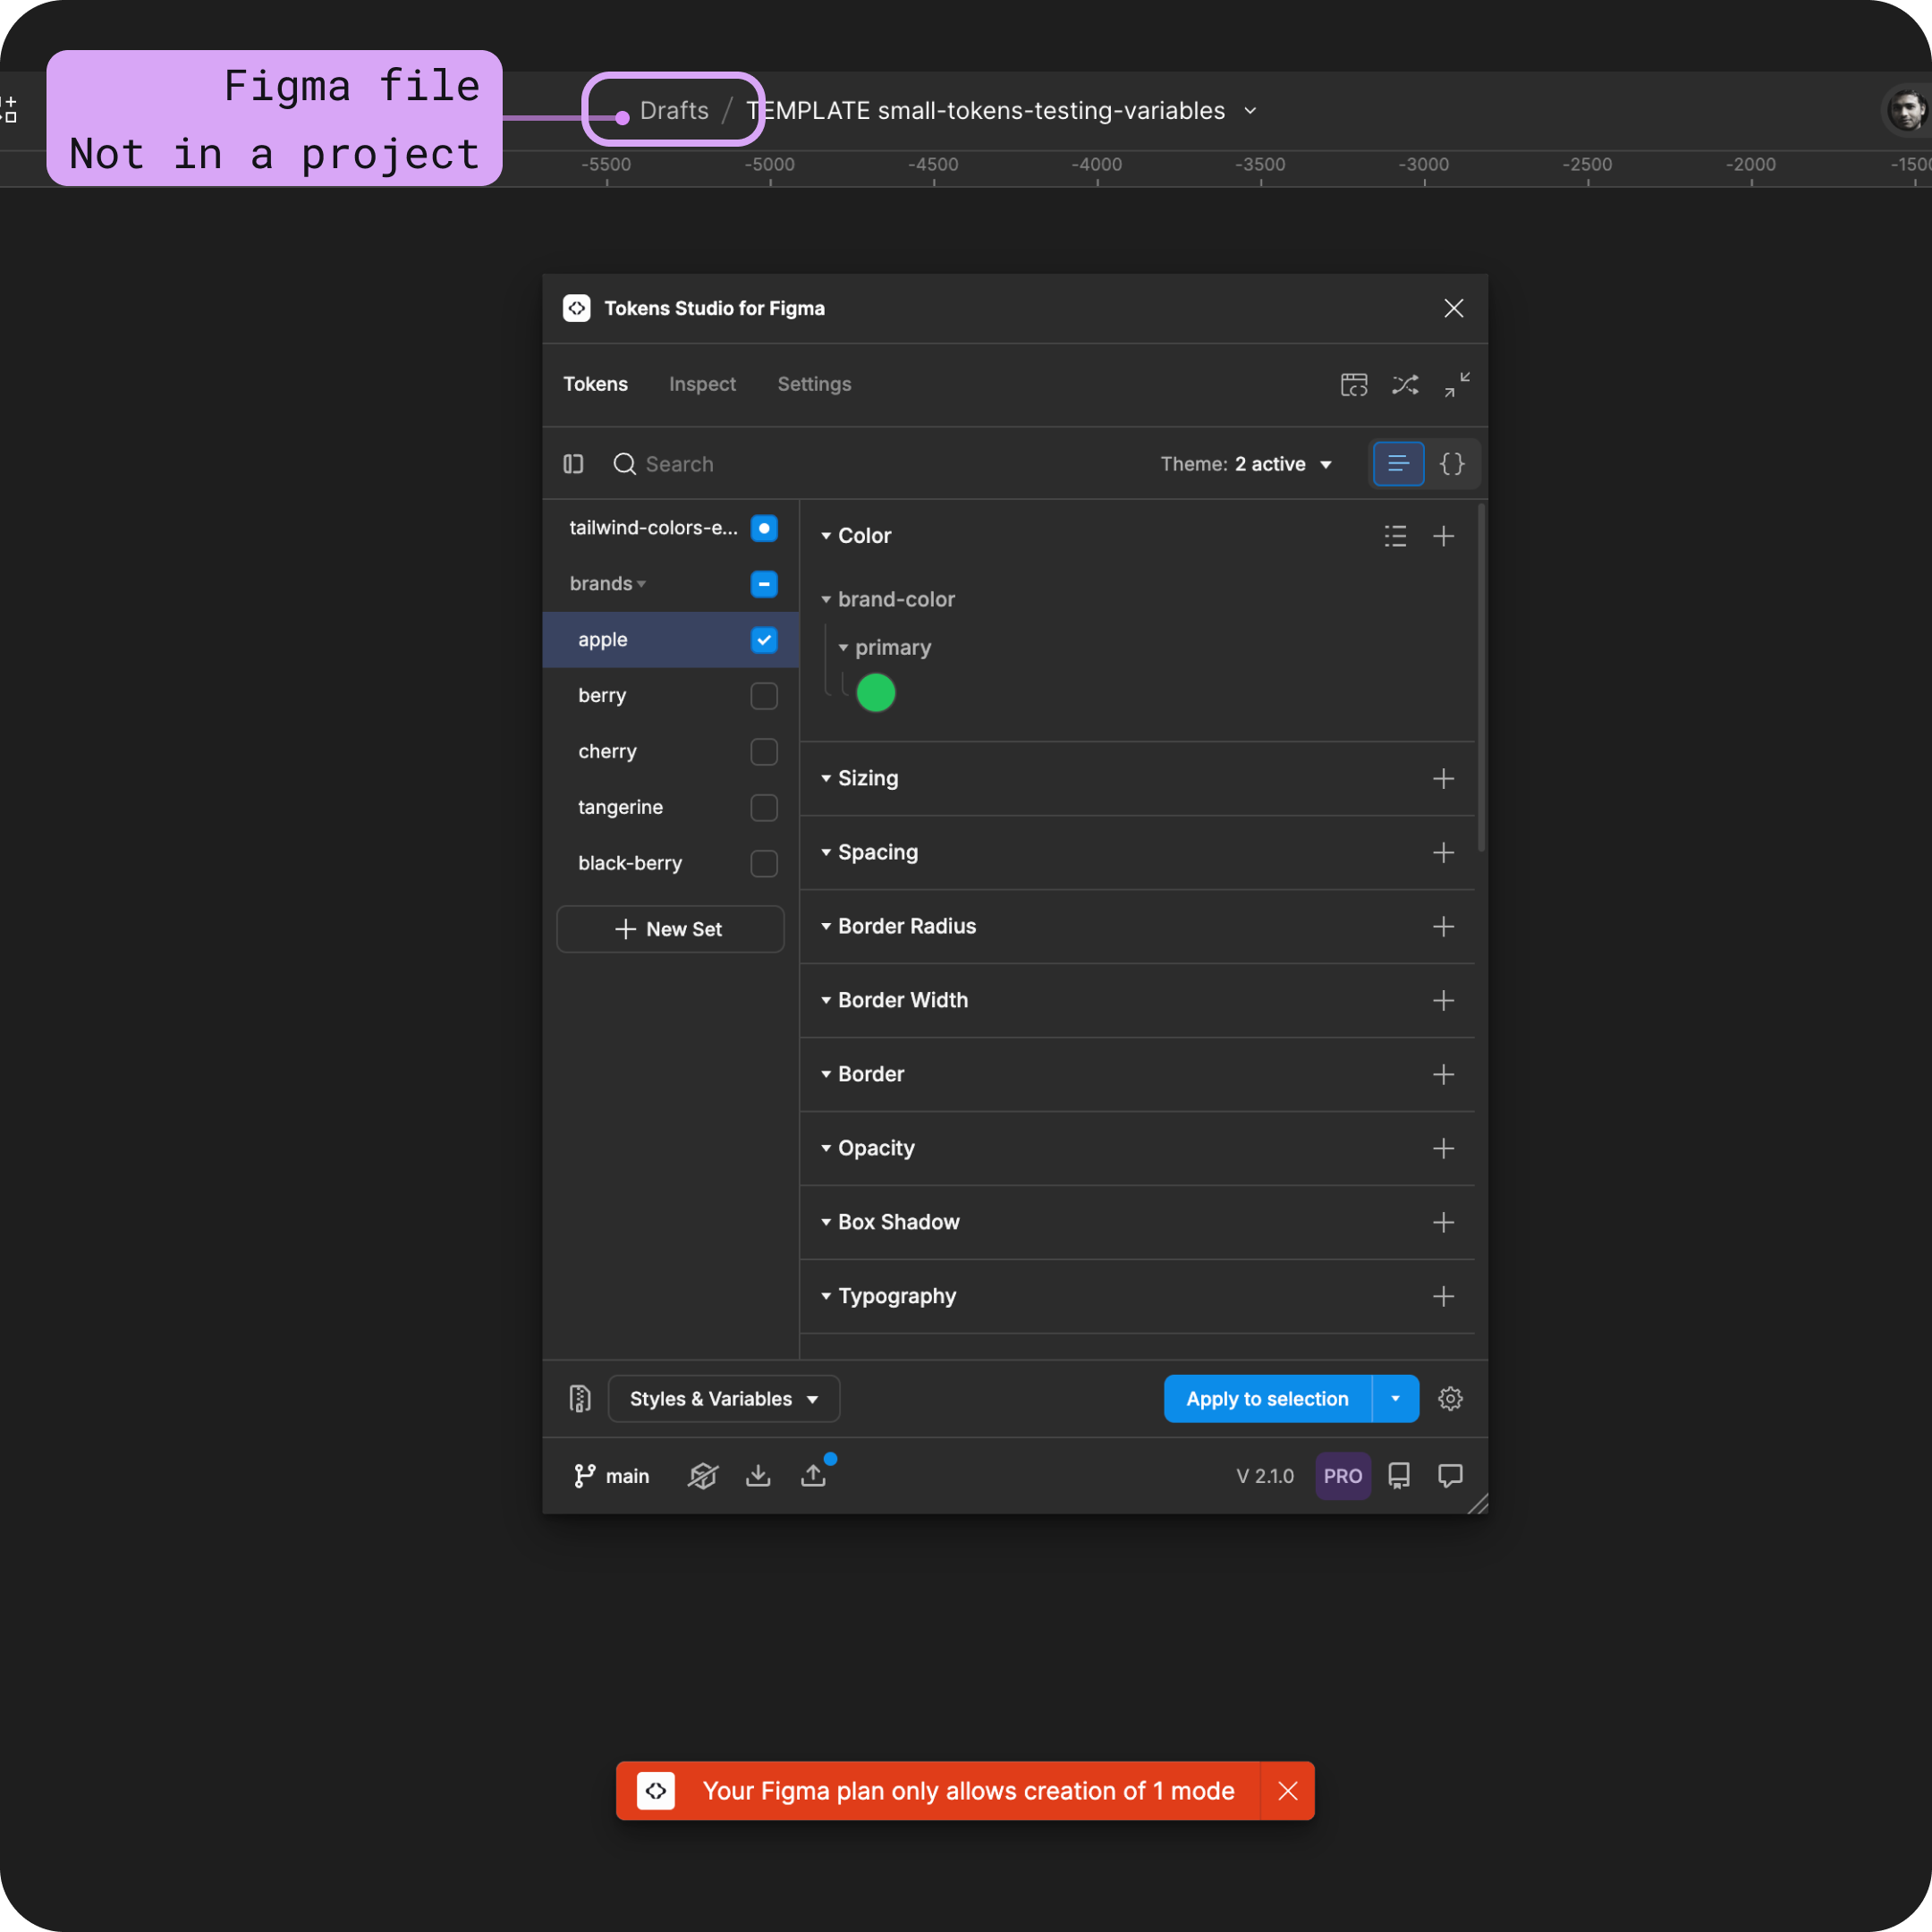 Figma file
Not in a project
Drafts / TEMPLATE small-tokens-testing-variables
-5500 -5000 -4500 -4000 -3500 -3000 -2500 -2000
Tokens Studio for Figma
Tokens Inspect Settings
Search
Theme: 2 active
tailwind-colors-e...
brands
apple
berry
cherry
tangerine
black-berry
New Set
Color
brand-color
primary
Sizing
Spacing
Border Radius
Border Width
Border
Opacity
Box Shadow
Typography
Styles & Variables
Apply to selection
main
V 2.1.0
PRO
Your Figma plan only allows creation of 1 mode